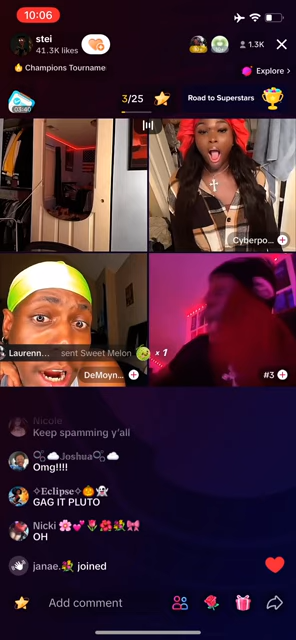 10:06
stei
41.3K likes
1.3K
Champions Tourname
Explore >
03:40
3/25
Road to Superstars
Cyberpo...
Laurenn... sent Sweet Melon x 1
DeMoyn...
#3
Nicole
Keep spamming y'all
Joshua
Omg!!!!
Eclipse
GAG IT PLUTO
Nicki
OH
janae. joined
Add comment